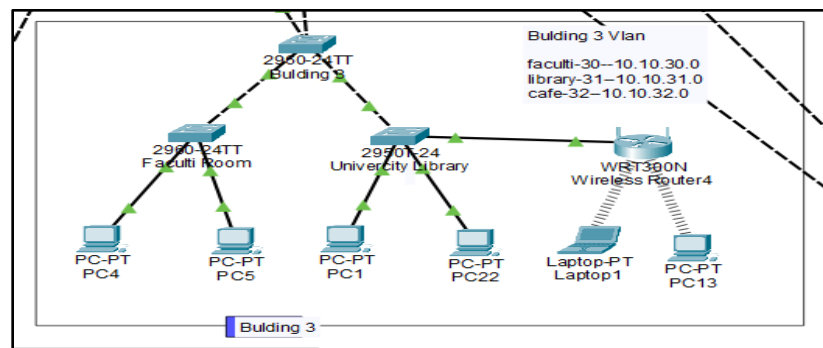 2950-24TT
Bulding 3
Bulding 3 Vlan
faculti-30--10.10.30.0
library-31--10.10.31.0
cafe-32--10.10.32.0
2960-24TT
Faculti Room
2950T-24
Univercity Library
WRT300N
Wireless Router4
PC-PT
PC4
PC-PT
PC5
PC-PT
PC1
PC-PT
PC22
Laptop-PT
Laptop1
PC-PT
PC13
Bulding 3